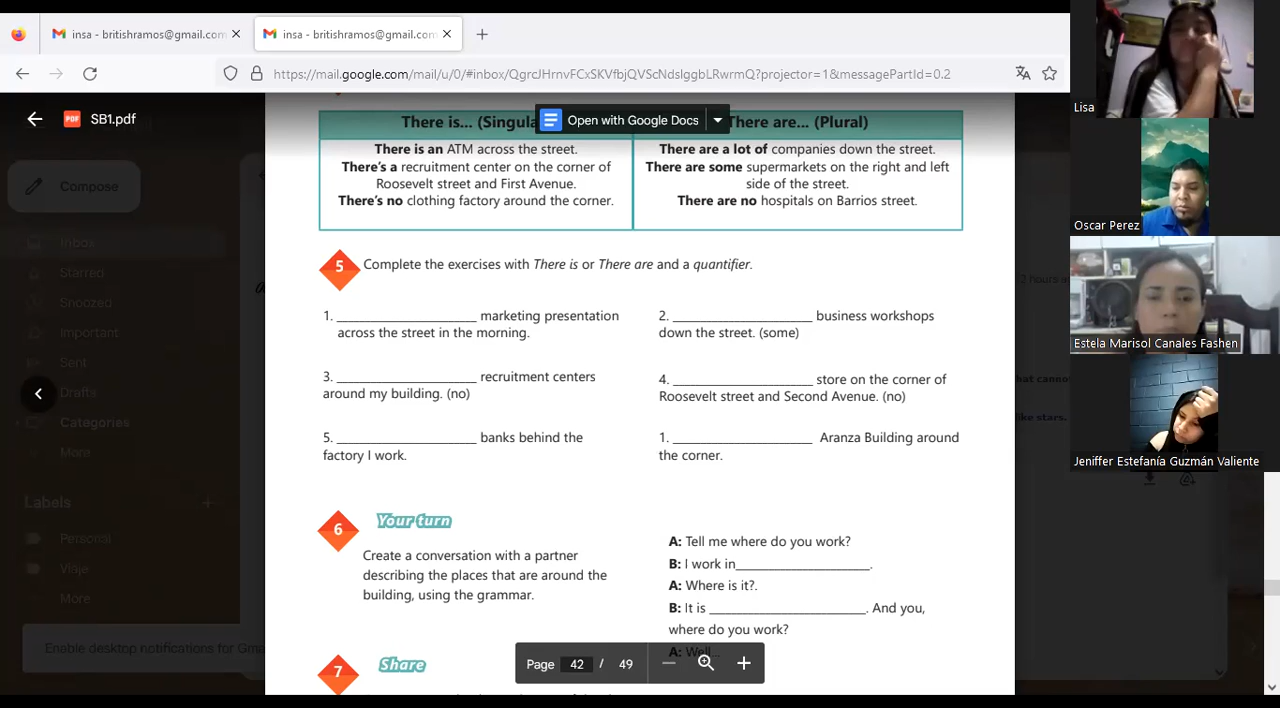 insa - britishramos@gmail.com
insa - britishramos@gmail.com
https://mail.google.com/mail/u/0/#inbox/QgrcJHrnvFCxSKVfbjQVScNdslggbLRwrmQ?projector=1&messagePartId=0.2
SB1.pdf
Open with Google Docs
Compose
Inbox
Starred
Snoozed
Important
Sent
Drafts
Categories
More
Labels
Personal
Viaje
More
Enable desktop notifications for
There is... (Singula
There are... (Plural)
There is an ATM across the street.
There's a recruitment center on the corner of
Roosevelt street and First Avenue.
There's no clothing factory around the corner.
There are a lot of companies down the street.
There are some supermarkets on the right and left
side of the street.
There are no hospitals on Barrios street.
5 Complete the exercises with There is or There are and a quantifier.
1. ____________________ marketing presentation
across the street in the morning.
2. ____________________ business workshops
down the street. (some)
3. ____________________ recruitment centers
around my building. (no)
4. ____________________ store on the corner of
Roosevelt street and Second Avenue. (no)
5. ____________________ banks behind the
factory I work.
1. ____________________ Aranza Building around
the corner.
6 Your turn
Create a conversation with a partner
describing the places that are around the
building, using the grammar.
A: Tell me where do you work?
B: I work in___________________.
A: Where is it?.
B: It is ______________________. And you,
where do you work?
A: Well...
7 Share
Page 42 / 49
hat cannot
like stars.
Lisa
Oscar Perez
Estela Marisol Canales Fashen
Jeniffer Estefanía Guzmán Valiente